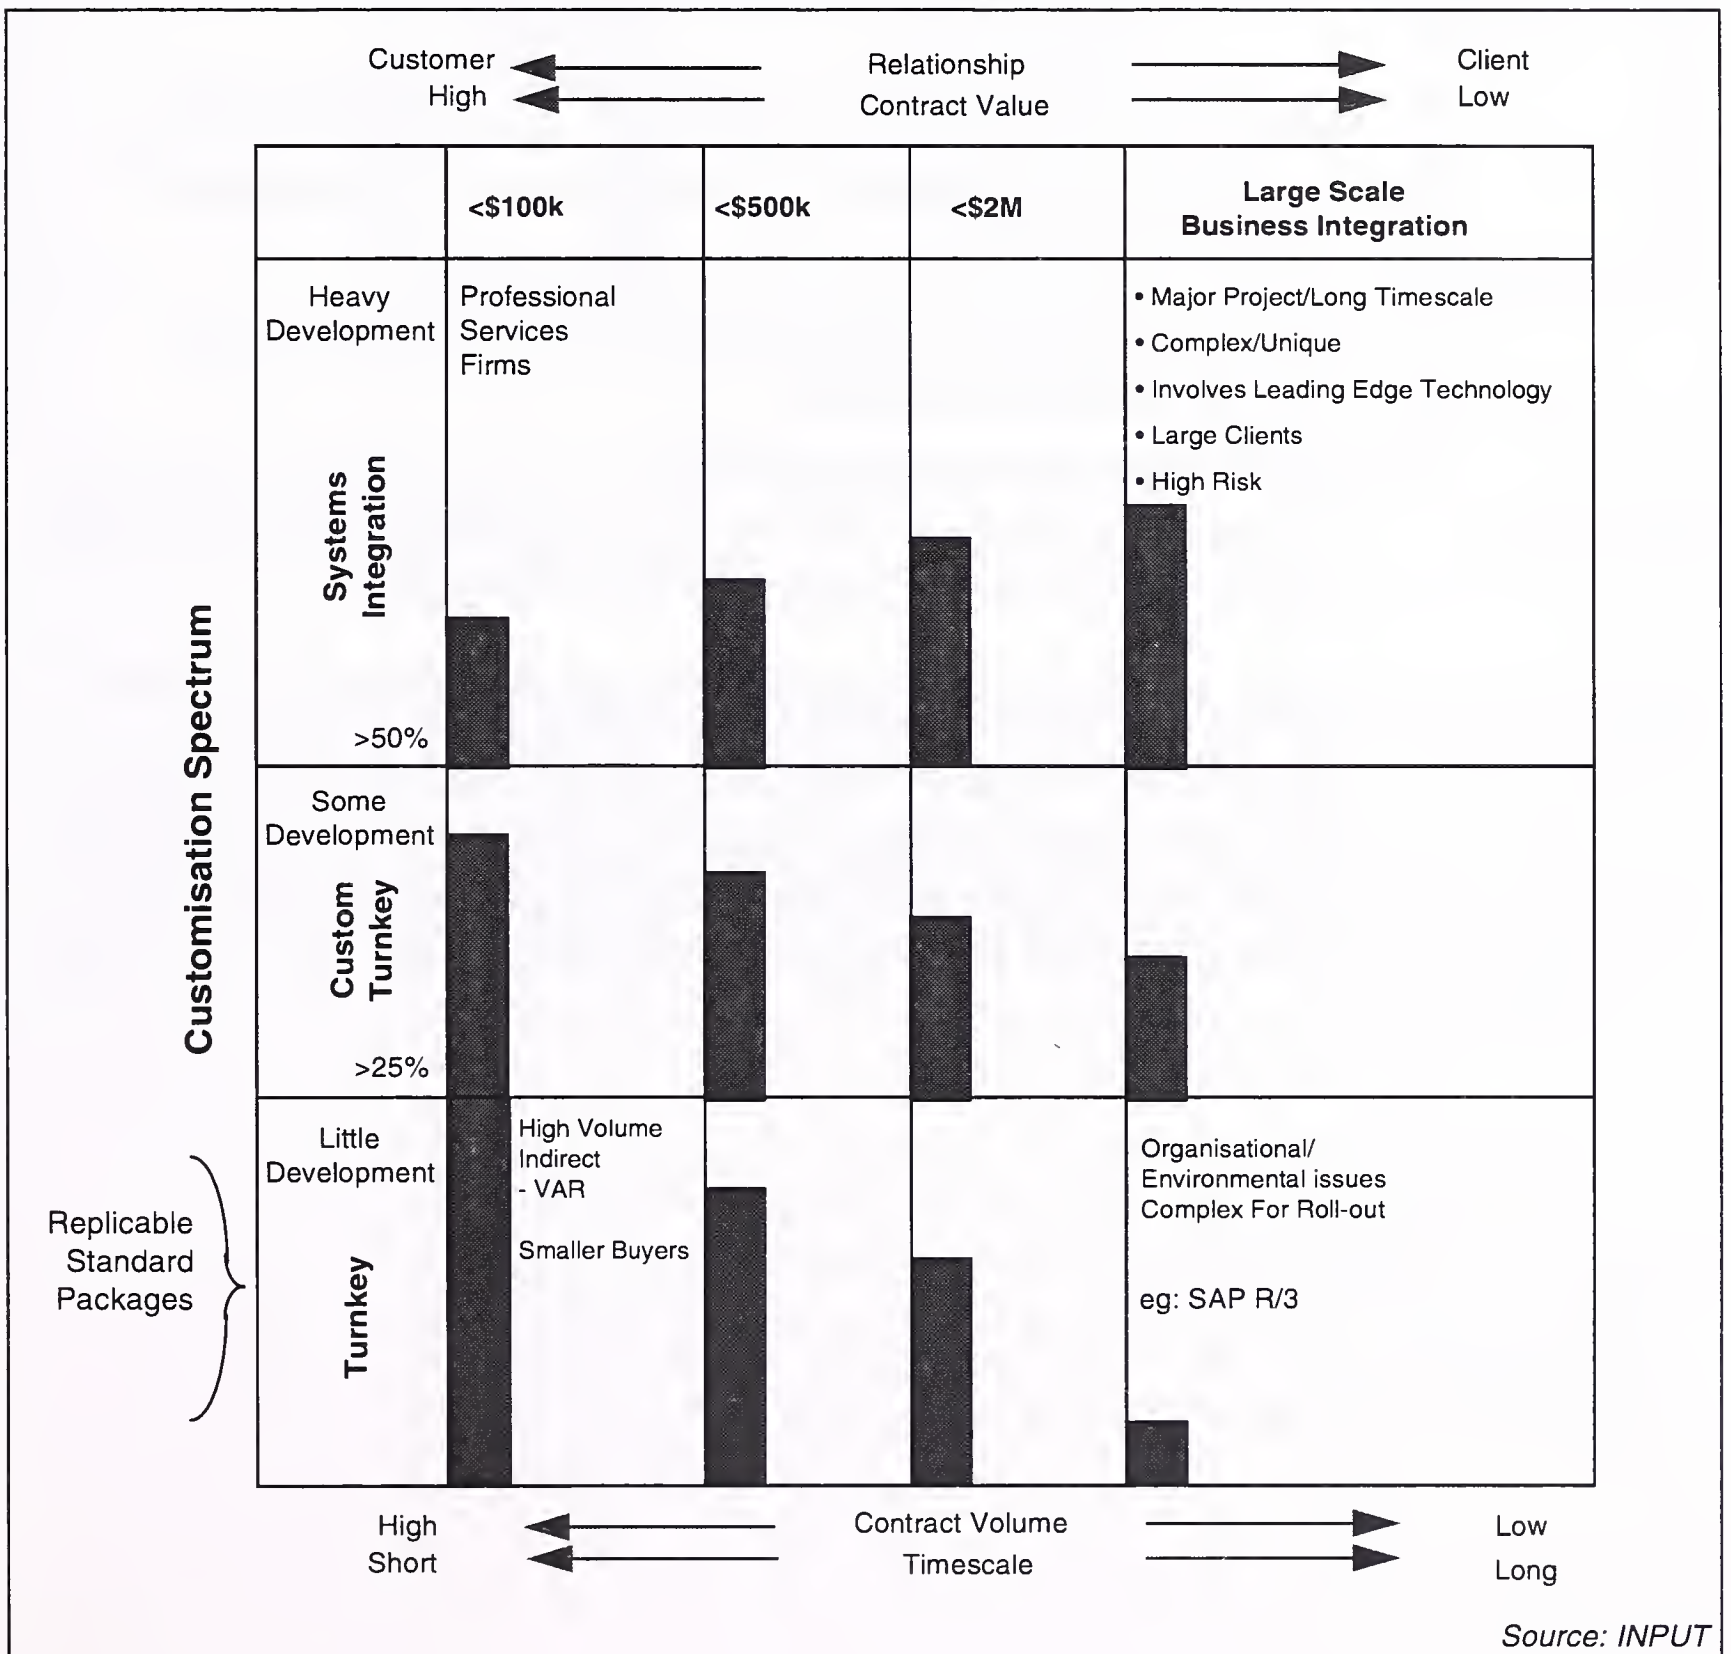 Customer Relationship Client
High Contract Value Low
<$100k <$500k <$2M Large Scale
Business Integration
Heavy
Development
Professional
Services
Firms
• Major Project/Long Timescale
• Complex/Unique
• Involves Leading Edge Technology
• Large Clients
• High Risk
Systems
Integration
>50%
Customisation Spectrum
Some
Development
Custom
Turnkey
>25%
Little
Development
High Volume
Indirect
- VAR
Smaller Buyers
Organisational/
Environmental issues
Complex For Roll-out
eg: SAP R/3
Replicable
Standard
Packages
Turnkey
High Contract Volume Low
Short Timescale Long
Source: INPUT